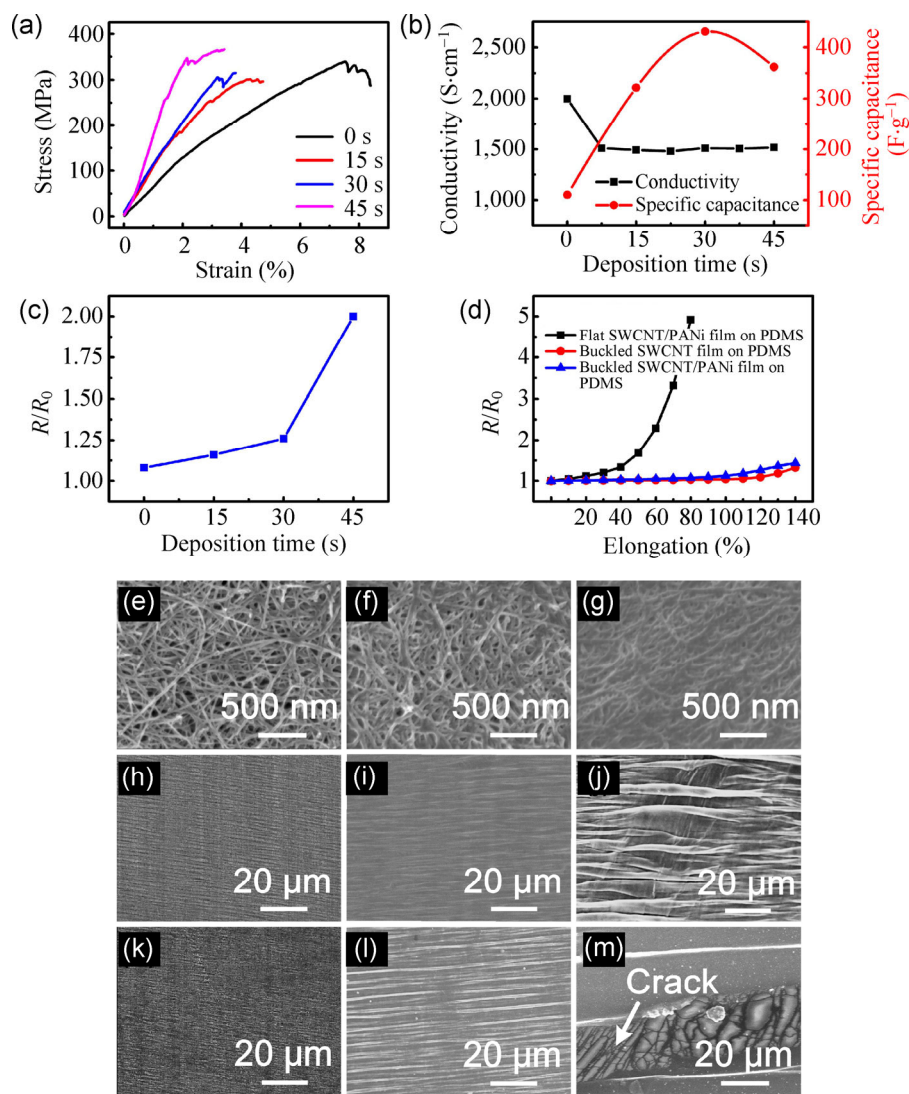 (a)
Stress (MPa)
400
300
200
100
0
0 2 4 6 8
Strain (%)
0 s
15 s
30 s
45 s
(b)
Conductivity (S·cm⁻¹)
2,500
2,000
1,500
1,000
0 15 30 45
Deposition time (s)
Conductivity
Specific capacitance
400
300
200
100
Specific capacitance
(F·g⁻¹)
(c)
R/R₀
2.00
1.75
1.50
1.25
1.00
0 15 30 45
Deposition time (s)
(d)
R/R₀
5
4
3
2
1
Flat SWCNT/PANi film on PDMS
Buckled SWCNT film on PDMS
Buckled SWCNT/PANi film on
PDMS
20 40 60 80 100 120 140
Elongation (%)
(e)
500 nm
(f)
500 nm
(g)
500 nm
(h)
20 µm
(i)
20 µm
(j)
20 µm
(k)
20 µm
(l)
20 µm
(m)
Crack
20 µm